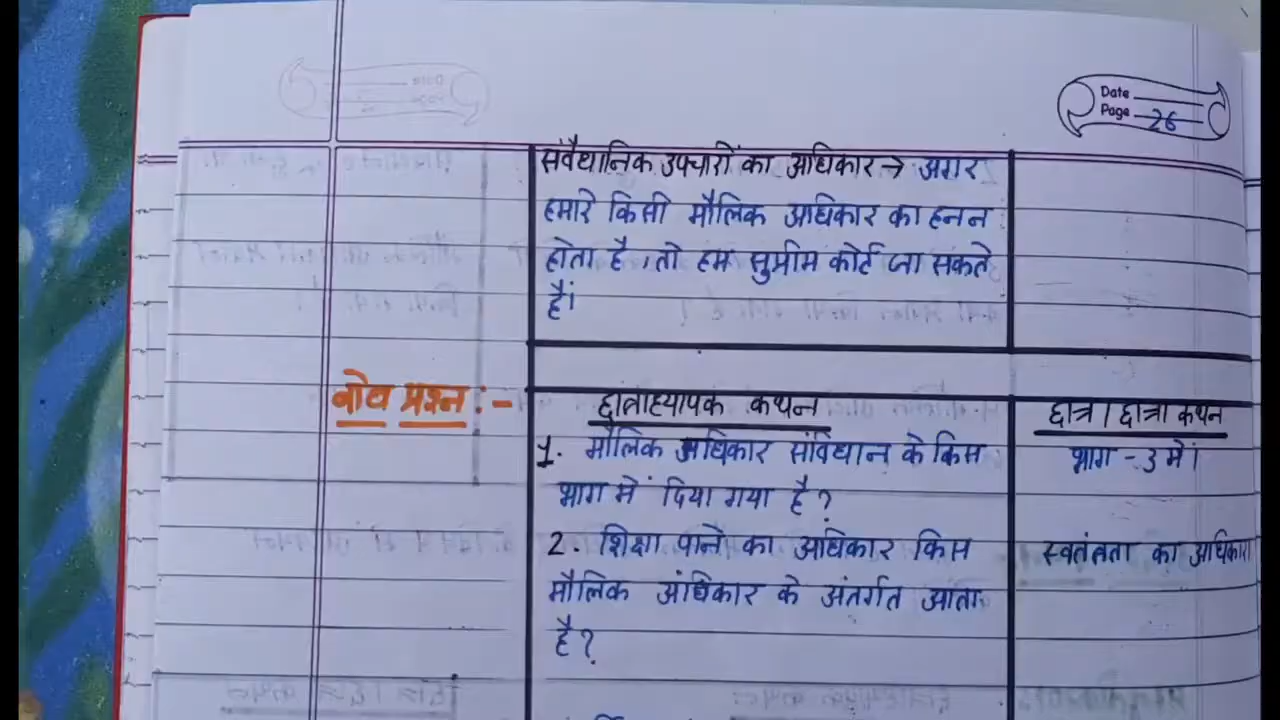 Date
Page 26
संवैधानिक उपचारों का अधिकार → अगर
हमारे किसी मौलिक अधिकार का हनन
होता है, तो हम सुप्रीम कोर्ट जा सकते
हैं।
बोध प्रश्न :-
छात्राध्यापक कथन
छात्र / छात्रा कथन
1. मौलिक अधिकार संविधान के किस
भाग में दिया गया है?
भाग - 3 में।
2. शिक्षा पाने का अधिकार किस
मौलिक अधिकार के अंतर्गत आता
है?
स्वतंत्रता का अधिकार